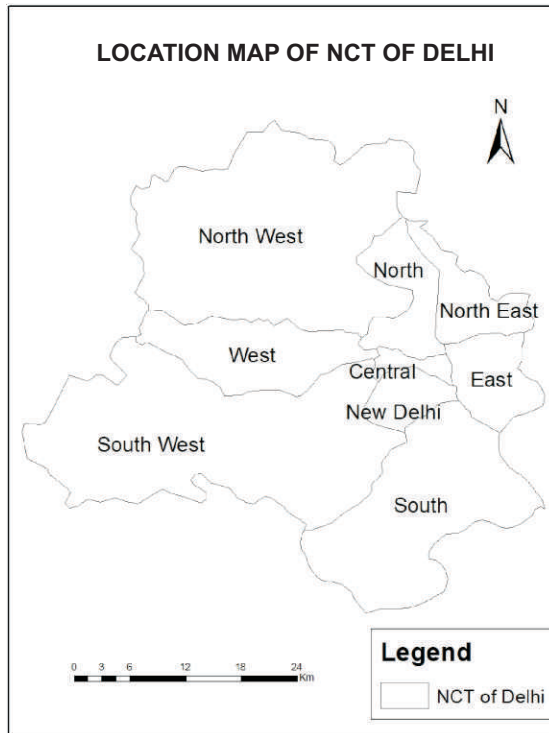 LOCATION MAP OF NCT OF DELHI
N
North West
North
North East
West
Central
East
New Delhi
South West
South
0 3 6 12 18 24
Km
Legend
NCT of Delhi